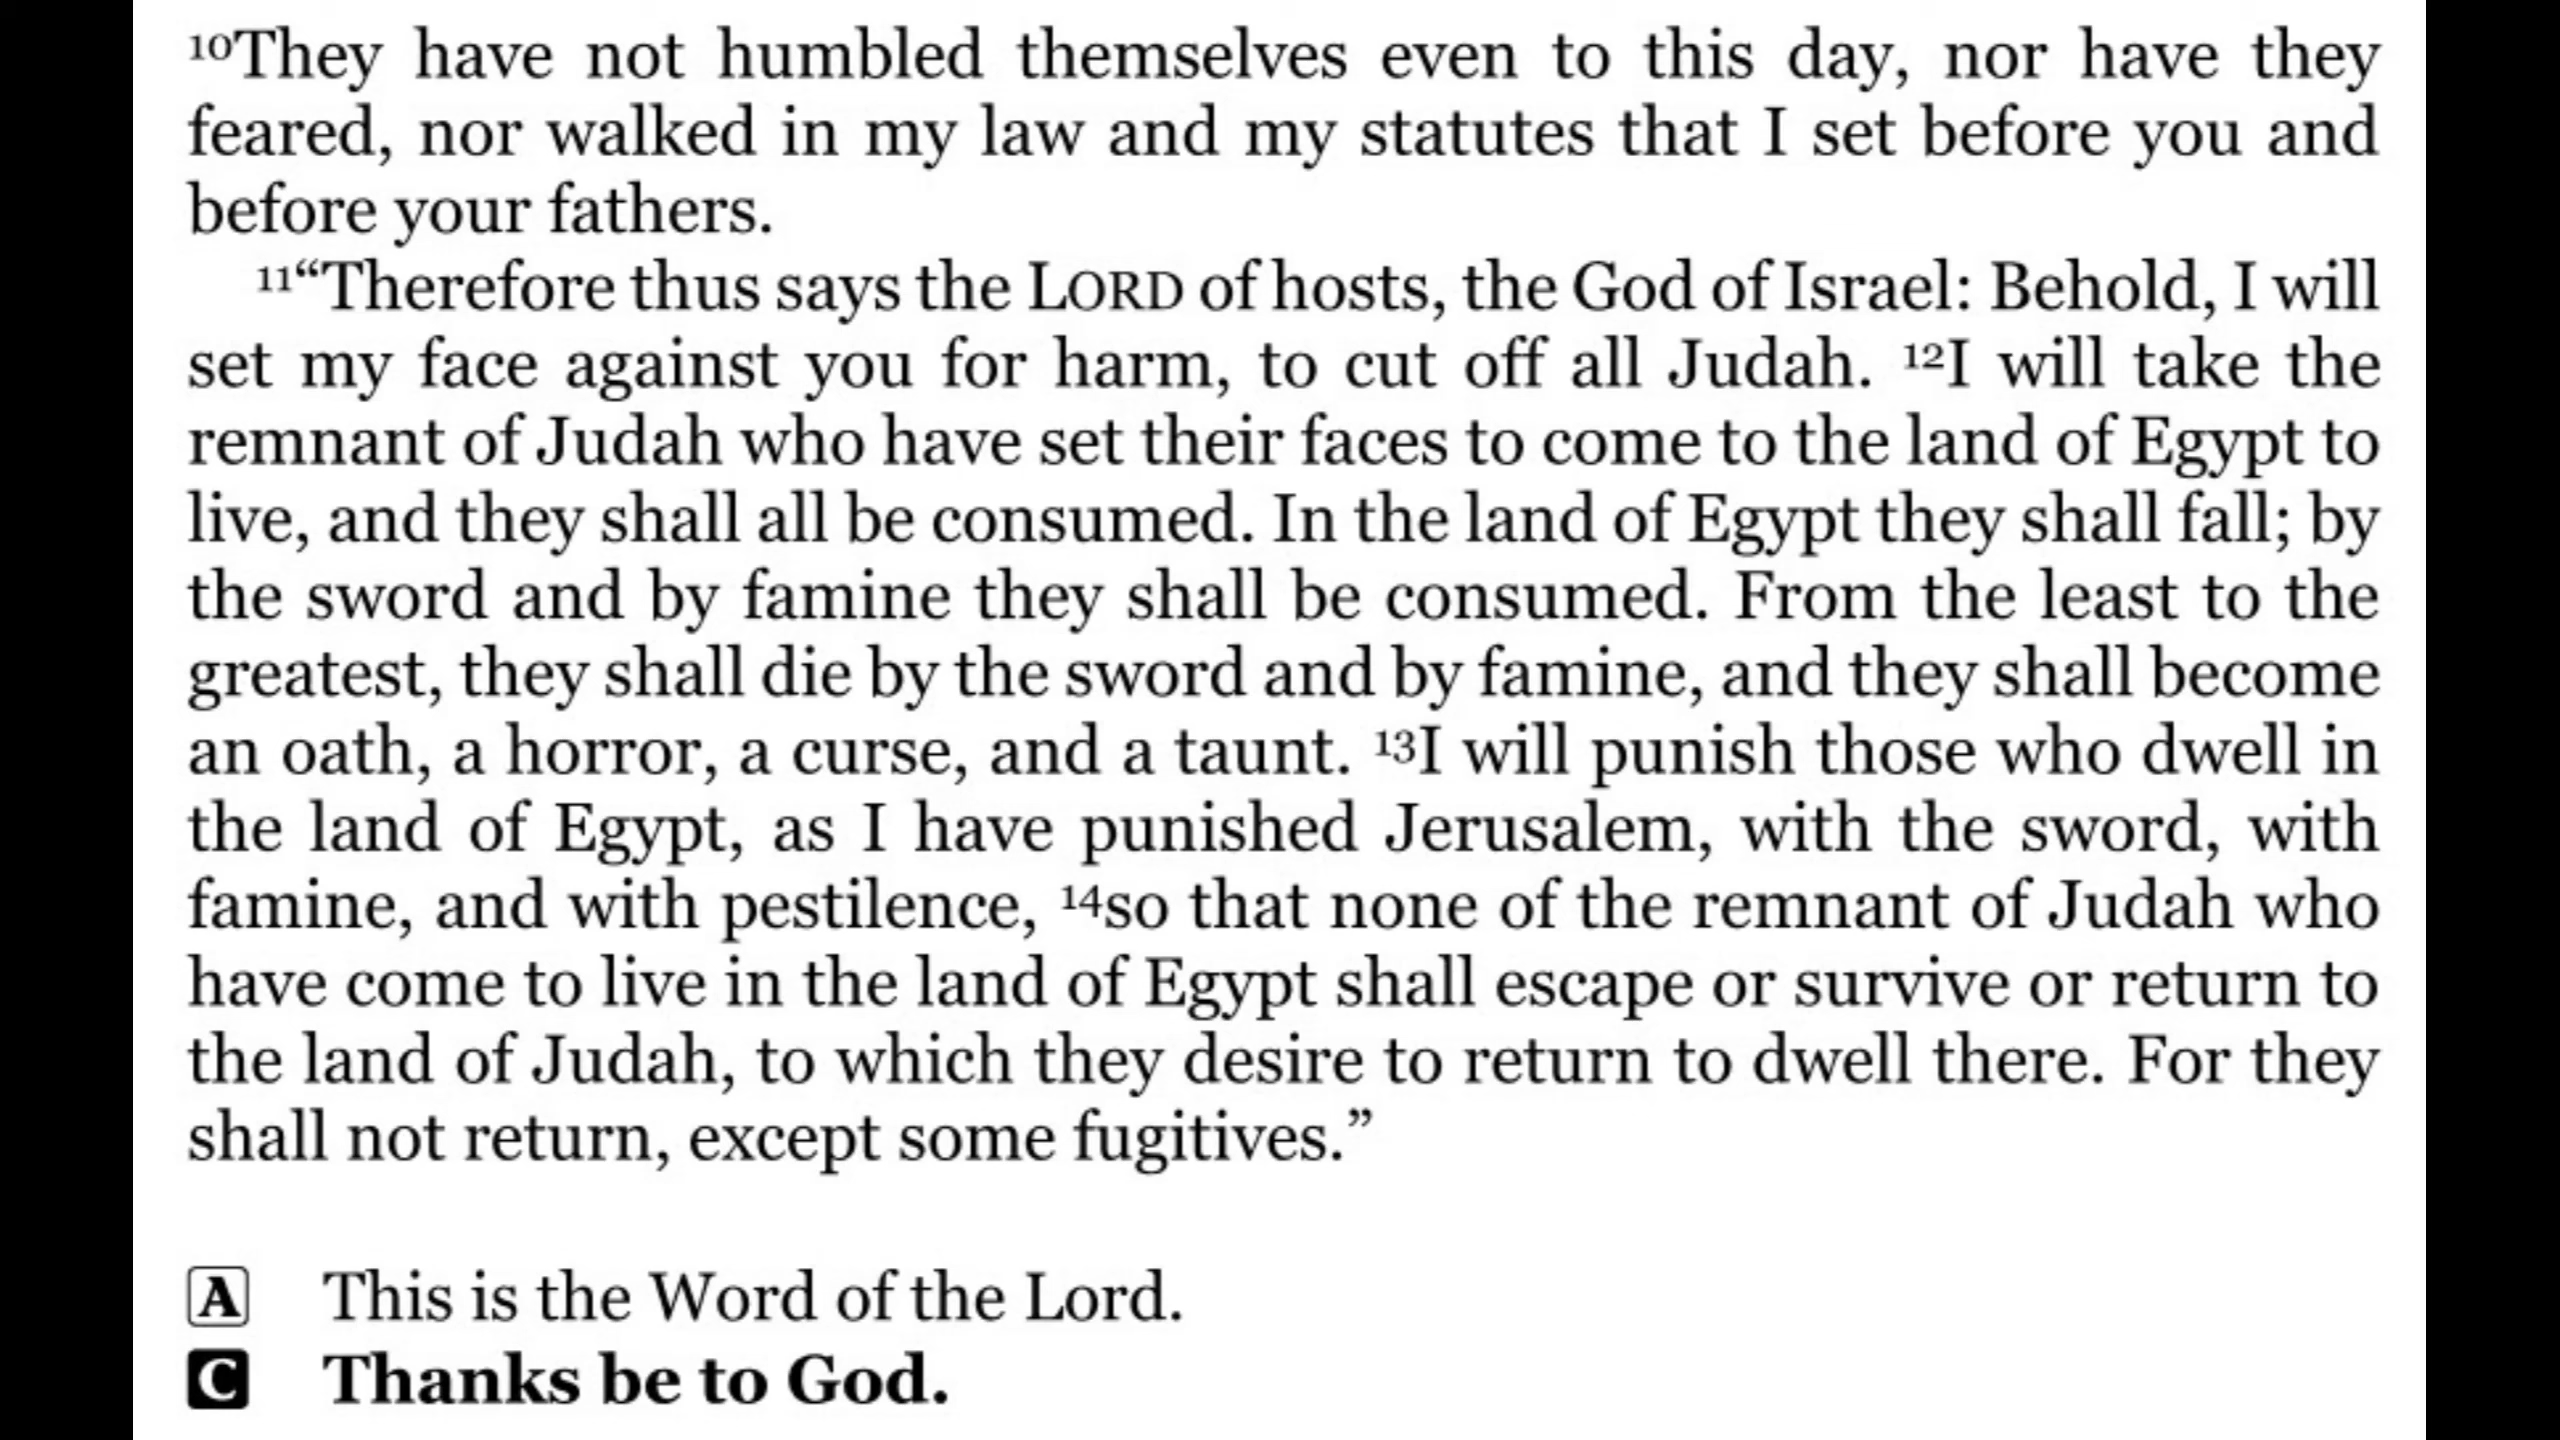 ¹⁰They have not humbled themselves even to this day, nor have they
feared, nor walked in my law and my statutes that I set before you and
before your fathers.
¹¹“Therefore thus says the LORD of hosts, the God of Israel: Behold, I will
set my face against you for harm, to cut off all Judah. ¹²I will take the
remnant of Judah who have set their faces to come to the land of Egypt to
live, and they shall all be consumed. In the land of Egypt they shall fall; by
the sword and by famine they shall be consumed. From the least to the
greatest, they shall die by the sword and by famine, and they shall become
an oath, a horror, a curse, and a taunt. ¹³I will punish those who dwell in
the land of Egypt, as I have punished Jerusalem, with the sword, with
famine, and with pestilence, ¹⁴so that none of the remnant of Judah who
have come to live in the land of Egypt shall escape or survive or return to
the land of Judah, to which they desire to return to dwell there. For they
shall not return, except some fugitives.”
A This is the Word of the Lord.
C Thanks be to God.